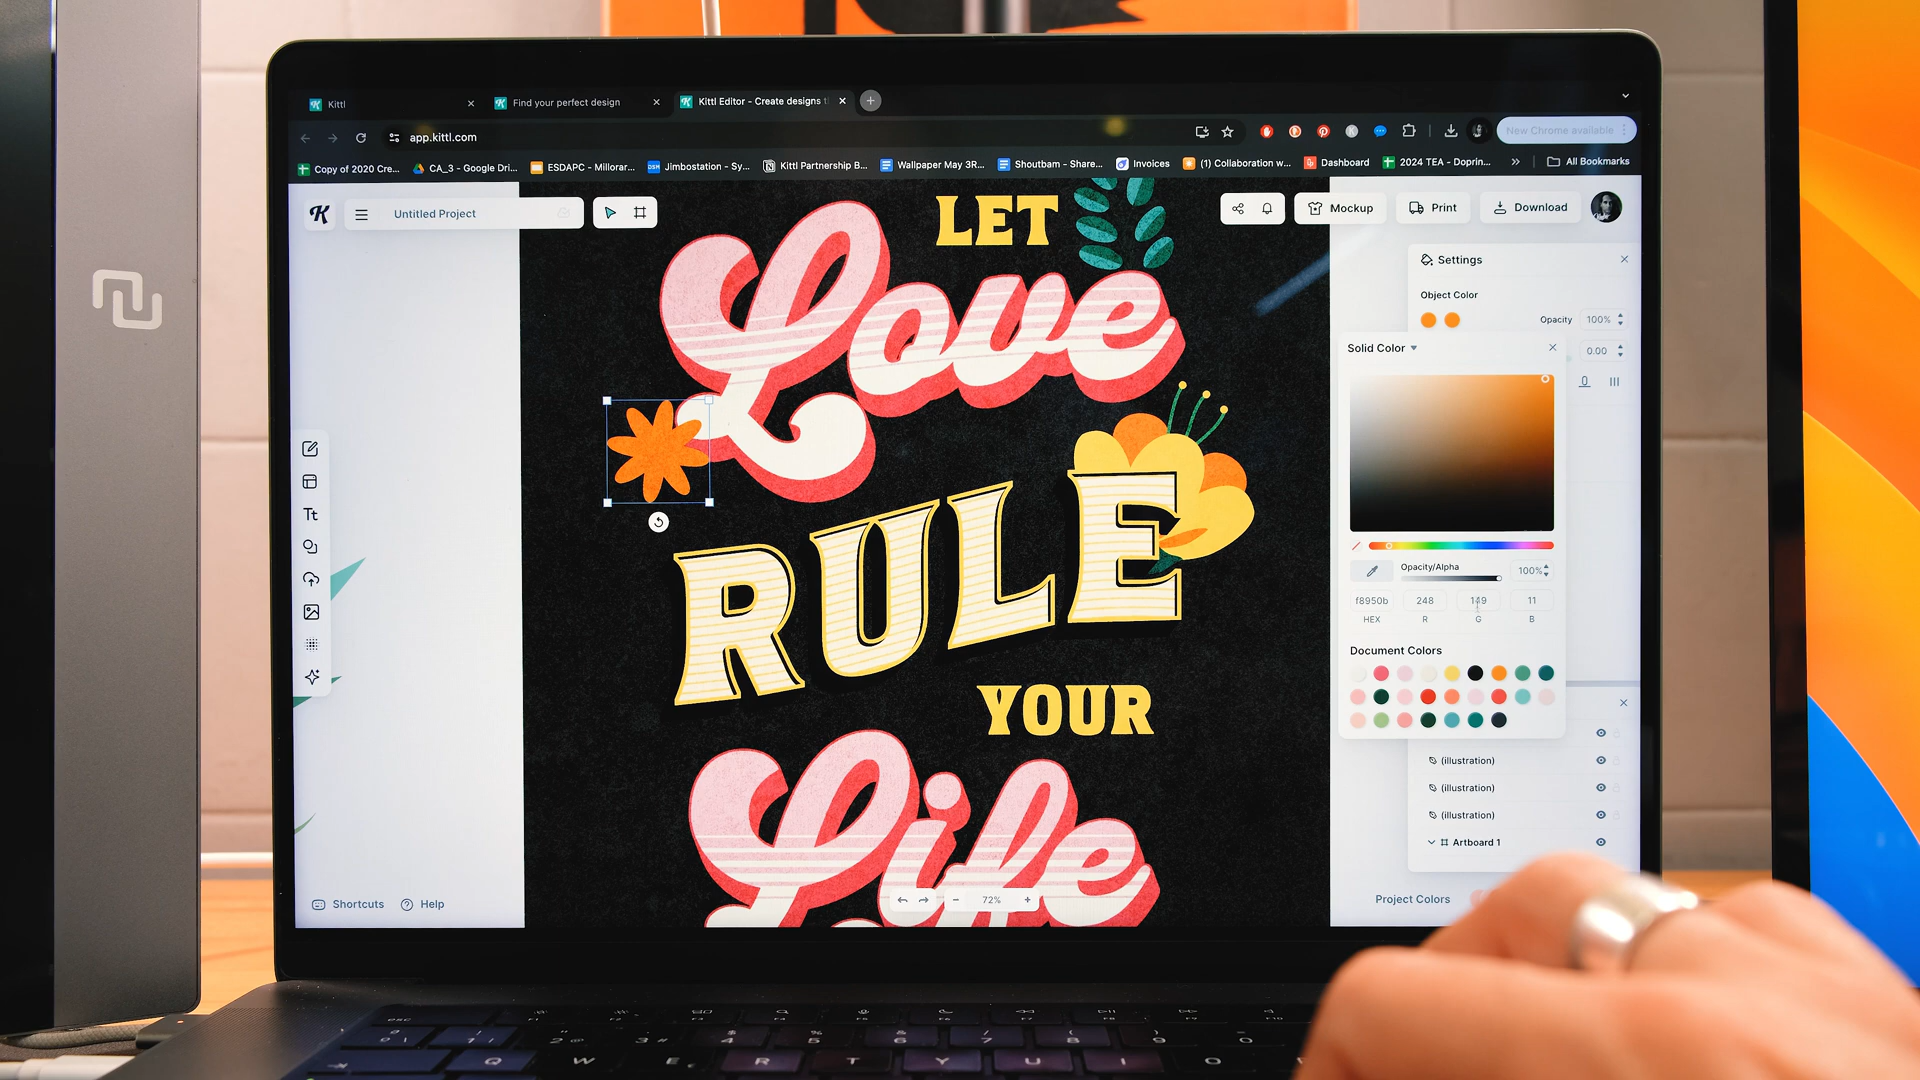 Kittl
Find your perfect design
Kittl Editor - Create designs t
app.kittl.com
New Chrome available
Copy of 2020 Cre...
CA_3 - Google Dri...
ESDAPC - Millorar...
DSM
Jimbostation - Sy...
Kittl Partnership B...
Wallpaper May 3R...
Shoutbam - Share...
Invoices
(1) Collaboration w...
Dashboard
2024 TEA - Doprin...
All Bookmarks
K
Untitled Project
Mockup
Print
Download
LET
Love
RULE
YOUR
Life
Tt
Settings
Object Color
Opacity
100%
Solid Color
0.00
Opacity/Alpha
100%
f8950b
248
149
11
HEX
R
G
B
Document Colors
(illustration)
(illustration)
(illustration)
Artboard 1
Project Colors
Shortcuts
Help
72%
esc
Q W E R T Y U I O